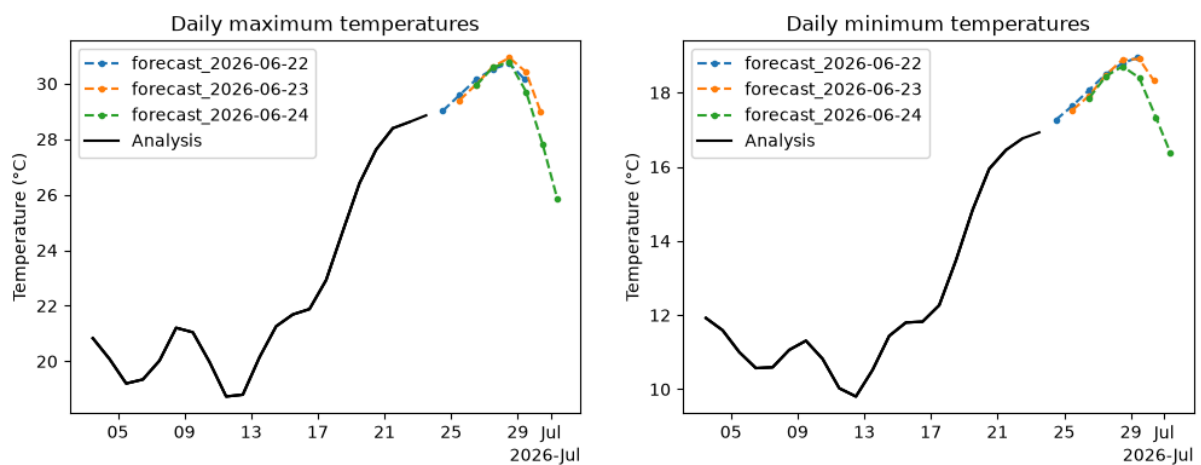 Daily maximum temperatures
Temperature (°C)
30
28
26
24
22
20
forecast_2026-06-22
forecast_2026-06-23
forecast_2026-06-24
Analysis
05 09 13 17 21 25 29 Jul
2026-Jul
Daily minimum temperatures
Temperature (°C)
18
16
14
12
10
forecast_2026-06-22
forecast_2026-06-23
forecast_2026-06-24
Analysis
05 09 13 17 21 25 29 Jul
2026-Jul